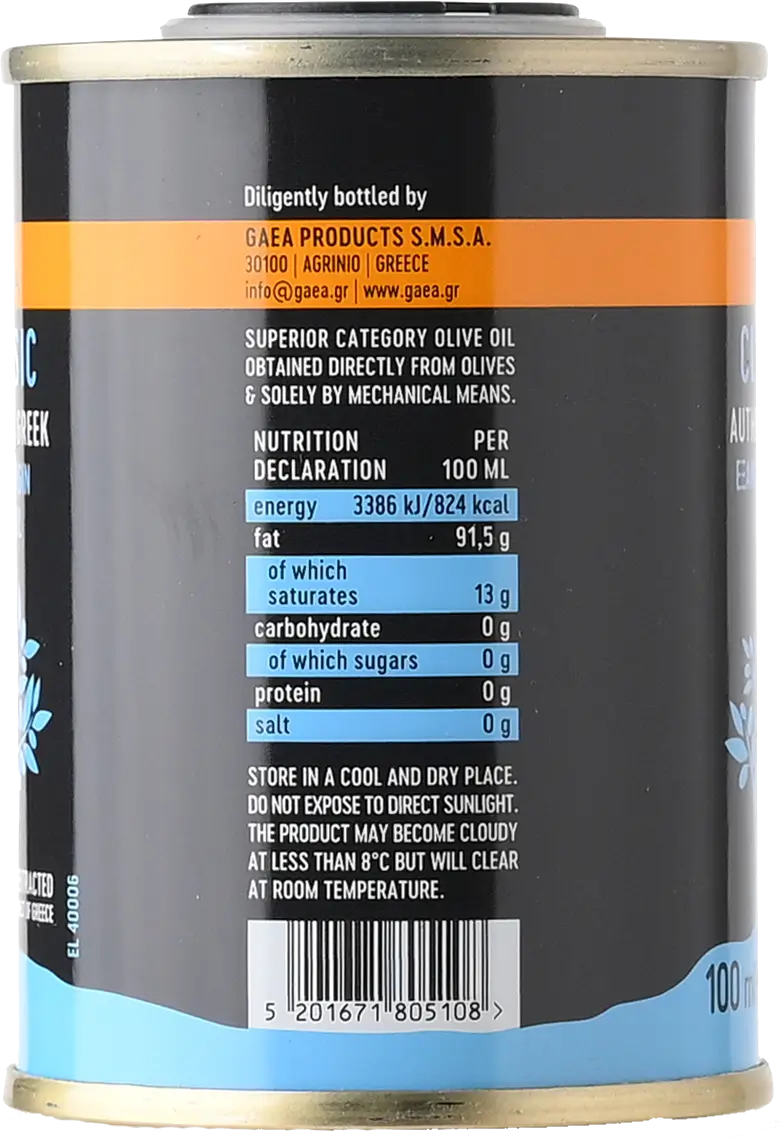 Diligently bottled by
GAEA PRODUCTS S.M.S.A.
30100 | AGRINIO | GREECE
info@gaea.gr | www.gaea.gr
SUPERIOR CATEGORY OLIVE OIL
OBTAINED DIRECTLY FROM OLIVES
& SOLELY BY MECHANICAL MEANS.
NUTRITION PER
DECLARATION 100 ML
energy 3386 kJ/824 kcal
fat 91,5 g
of which
saturates 13 g
carbohydrate 0 g
of which sugars 0 g
protein 0 g
salt 0 g
STORE IN A COOL AND DRY PLACE.
DO NOT EXPOSE TO DIRECT SUNLIGHT.
THE PRODUCT MAY BECOME CLOUDY
AT LESS THAN 8°C BUT WILL CLEAR
AT ROOM TEMPERATURE.
5 201671 805108 >
SIC
GREEK
EL 40006
OF GREECE
100 m